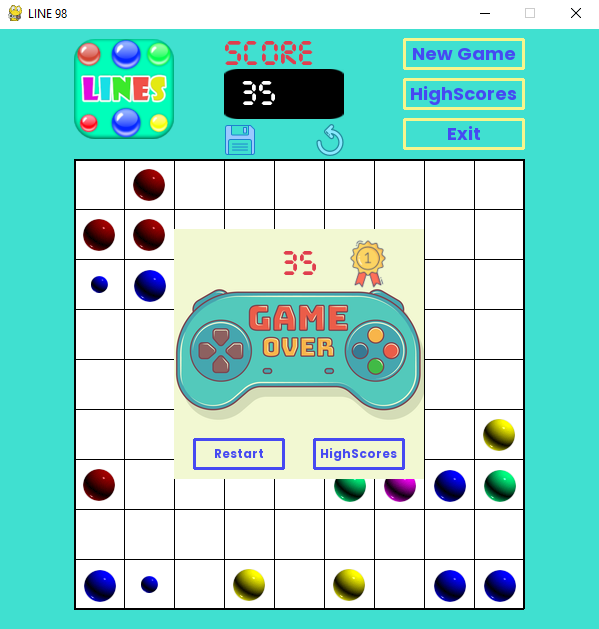 LINE 98
LINES
SCORE
35
New Game
HighScores
Exit
35
1
GAME
OVER
Restart
HighScores